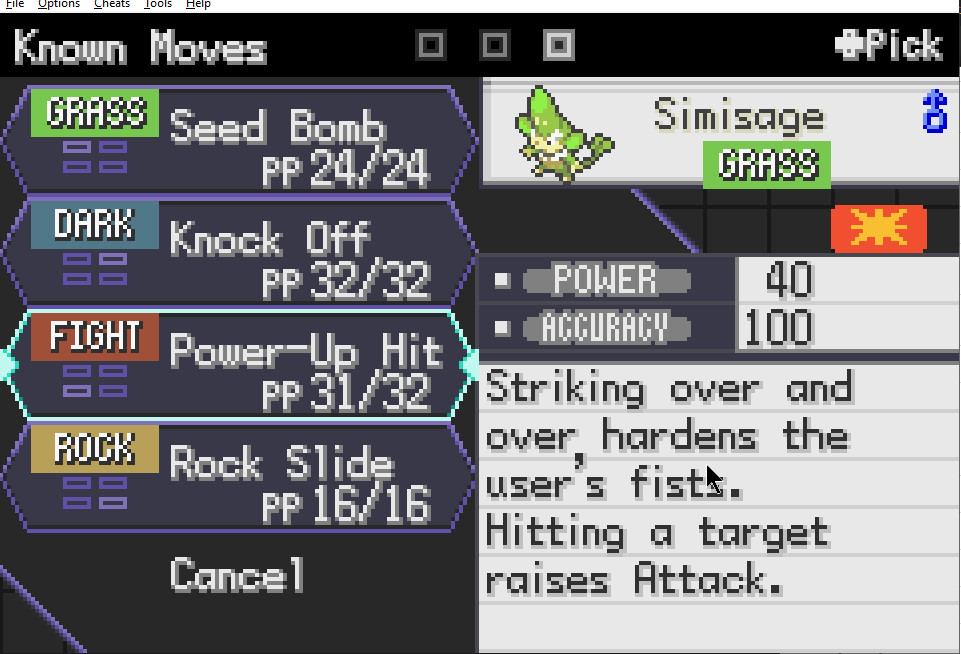 File Options Cheats Tools Help
Known Moves
Pick
GRASS
Seed Bomb
PP 24/24
DARK
Knock Off
PP 32/32
FIGHT
Power-Up Hit
PP 31/32
ROCK
Rock Slide
PP 16/16
Cancel
Simisage
GRASS
POWER 40
ACCURACY 100
Striking over and
over hardens the
user's fists.
Hitting a target
raises Attack.